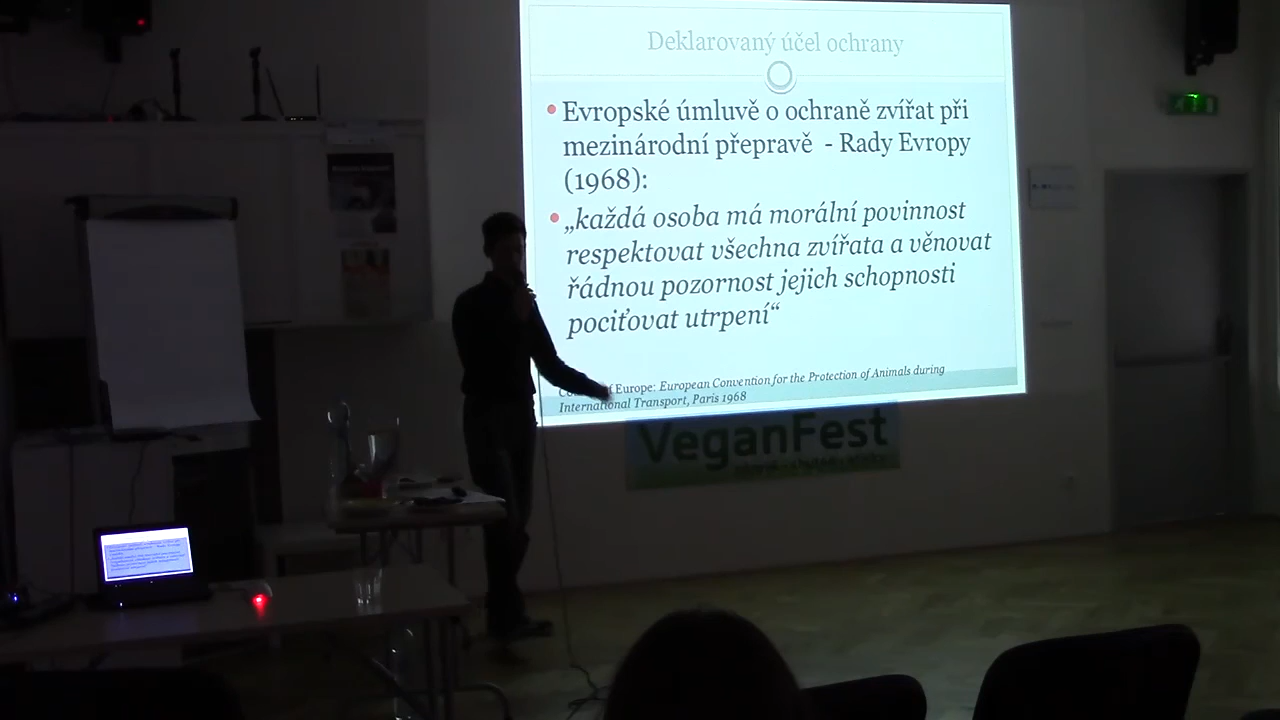 Deklarovaný účel ochrany
Evropské úmluvě o ochraně zvířat při
mezinárodní přepravě - Rady Evropy
(1968):
„každá osoba má morální povinnost
respektovat všechna zvířata a věnovat
řádnou pozornost jejich schopnosti
pociťovat utrpení“
Europe: European Convention for the Protection of Animals during
International Transport, Paris 1968
VeganFest